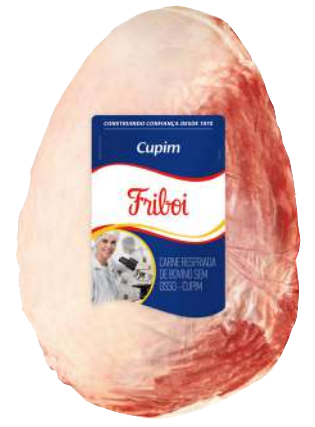 CONSTRUINDO CONFIANÇA DESDE 1970
Cupim
Friboi
CARNE RESFRIADA
DE BOVINO SEM
OSSO - CUPIM